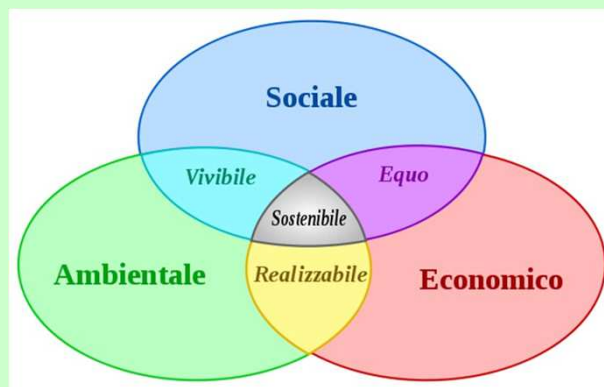 Sociale
Vivibile
Equo
Sostenibile
Ambientale
Realizzabile
Economico